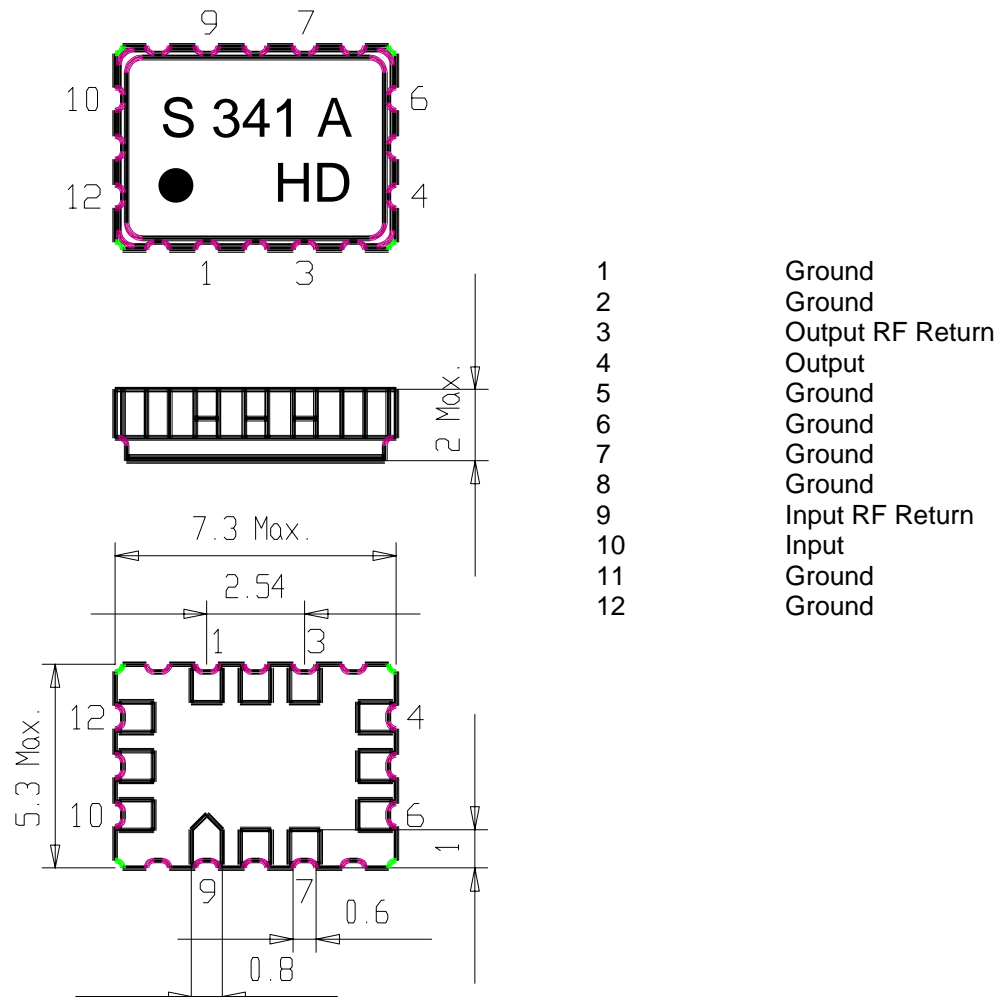 9 7
10 6
S 341 A
HD
12 4
1 3
2 Max.
7.3 Max.
2.54
1 3
12 4
5.3 Max.
10 6
1
9 7
0.6
0.8
1 Ground
2 Ground
3 Output RF Return
4 Output
5 Ground
6 Ground
7 Ground
8 Ground
9 Input RF Return
10 Input
11 Ground
12 Ground